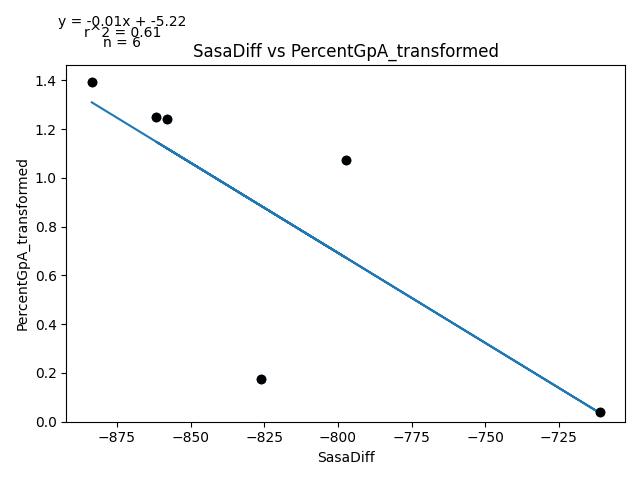 y = -0.01x + -5.22
r^2 = 0.61
n = 6
SasaDiff vs PercentGpA_transformed
PercentGpA_transformed
1.4
1.2
1.0
0.8
0.6
0.4
0.2
0.0
−875 −850 −825 −800 −775 −750 −725
SasaDiff